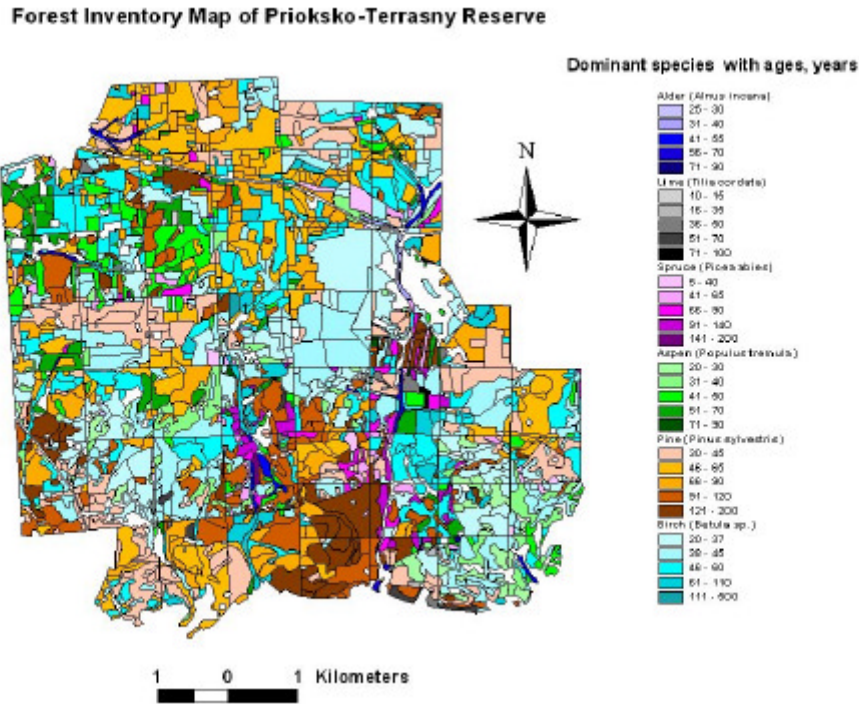 Forest Inventory Map of Prioksko-Terrasny Reserve
Dominant species with ages, years
Alder (Alnus incana)
25 - 30
31 - 40
41 - 55
56 - 70
71 - 90
Lime (Tilia cordata)
10 - 15
16 - 35
36 - 50
51 - 70
71 - 100
Spruce (Picea abies)
5 - 40
41 - 65
66 - 90
91 - 140
141 - 200
Aspen (Populus tremula)
20 - 30
31 - 40
41 - 50
51 - 70
71 - 90
Pine (Pinus sylvestris)
30 - 45
46 - 65
66 - 90
91 - 120
121 - 200
Birch (Betula sp.)
20 - 37
38 - 45
46 - 60
61 - 110
111 - 600
N
1 0 1 Kilometers